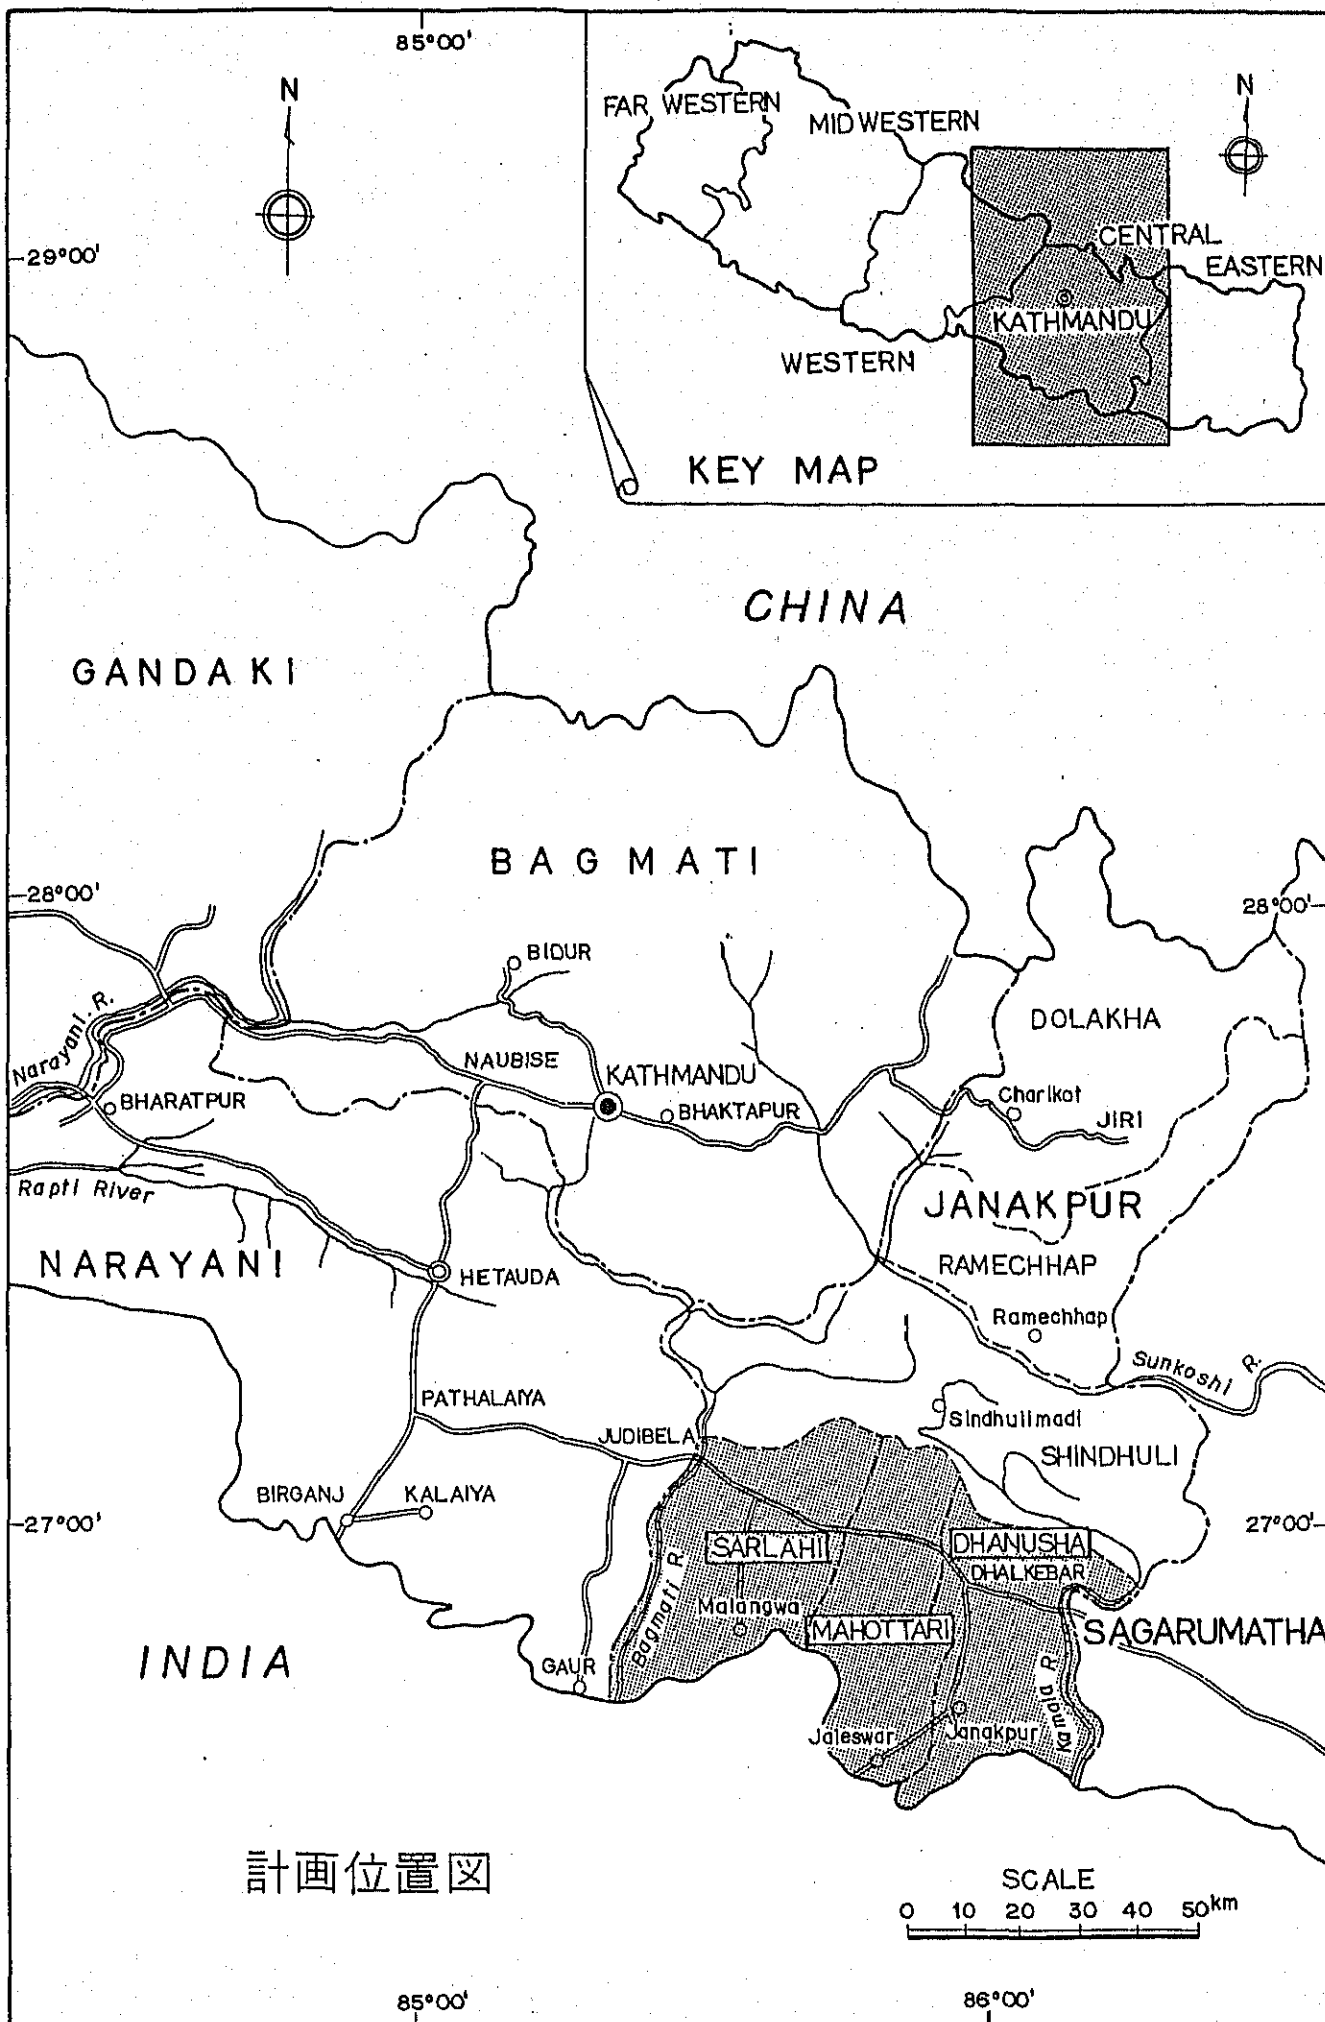 85°00'
N
29°00'
FAR WESTERN
MIDWESTERN
N
CENTRAL
EASTERN
KATHMANDU
WESTERN
KEY MAP
CHINA
GANDAKI
BAGMATI
28°00'
28°00'
BIDUR
DOLAKHA
Narayani R.
NAUBISE
KATHMANDU
BHARATPUR
BHAKTAPUR
Charikot
JIRI
Rapti River
JANAKPUR
NARAYANI
HETAUDA
RAMECHHAP
Ramechhap
Sunkoshi R.
PATHALAIYA
JUDIBELA
Sindhulimadi
SHINDHULI
BIRGANJ
KALAIYA
27°00'
27°00'
SARLAHI
DHANUSHA
DHALKEBAR
Bagmati R.
Malangwa
MAHOTTARI
SAGARUMATHA
INDIA
GAUR
Kamala R.
Jaleswar
Janakpur
計画位置図
SCALE
0 10 20 30 40 50km
85°00'
86°00'